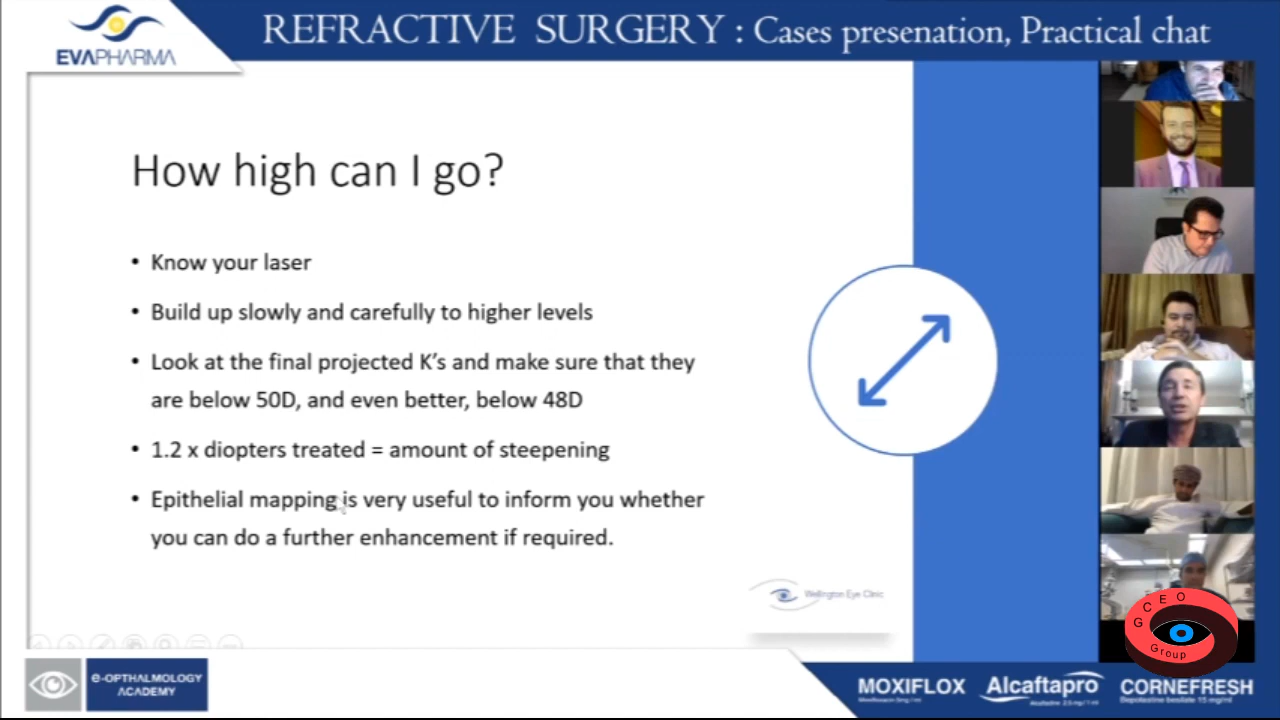 EVAPHARMA
REFRACTIVE SURGERY : Cases presenation, Practical chat
How high can I go?
• Know your laser
• Build up slowly and carefully to higher levels
• Look at the final projected K’s and make sure that they
are below 50D, and even better, below 48D
• 1.2 x diopters treated = amount of steepening
• Epithelial mapping is very useful to inform you whether
you can do a further enhancement if required.
Wellington Eye Clinic
GCEO
Group
e-OPTHALMOLOGY
ACADEMY
MOXIFLOX
Alcaftapro
CORNEFRESH